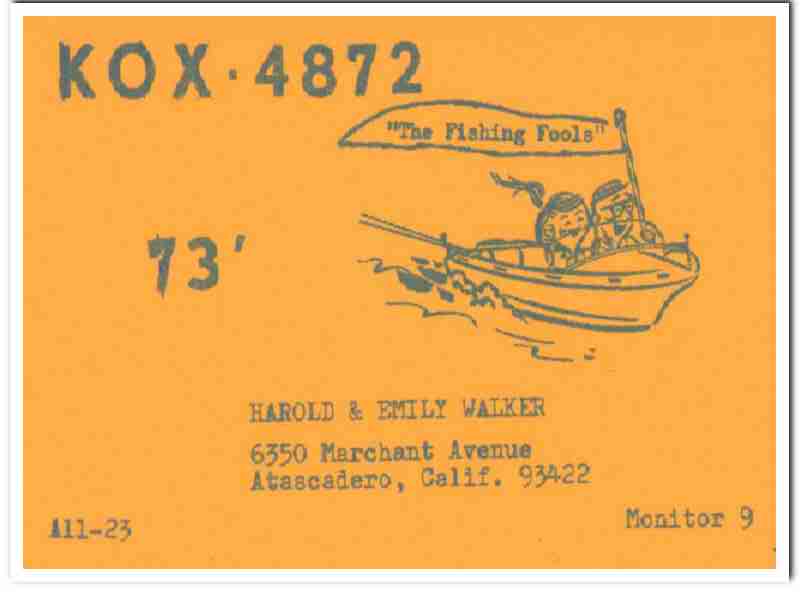 KOX·4872
"The Fishing Fools"
73'
HAROLD & EMILY WALKER
6350 Marchant Avenue
Atascadero, Calif. 93422
All-23
Monitor 9